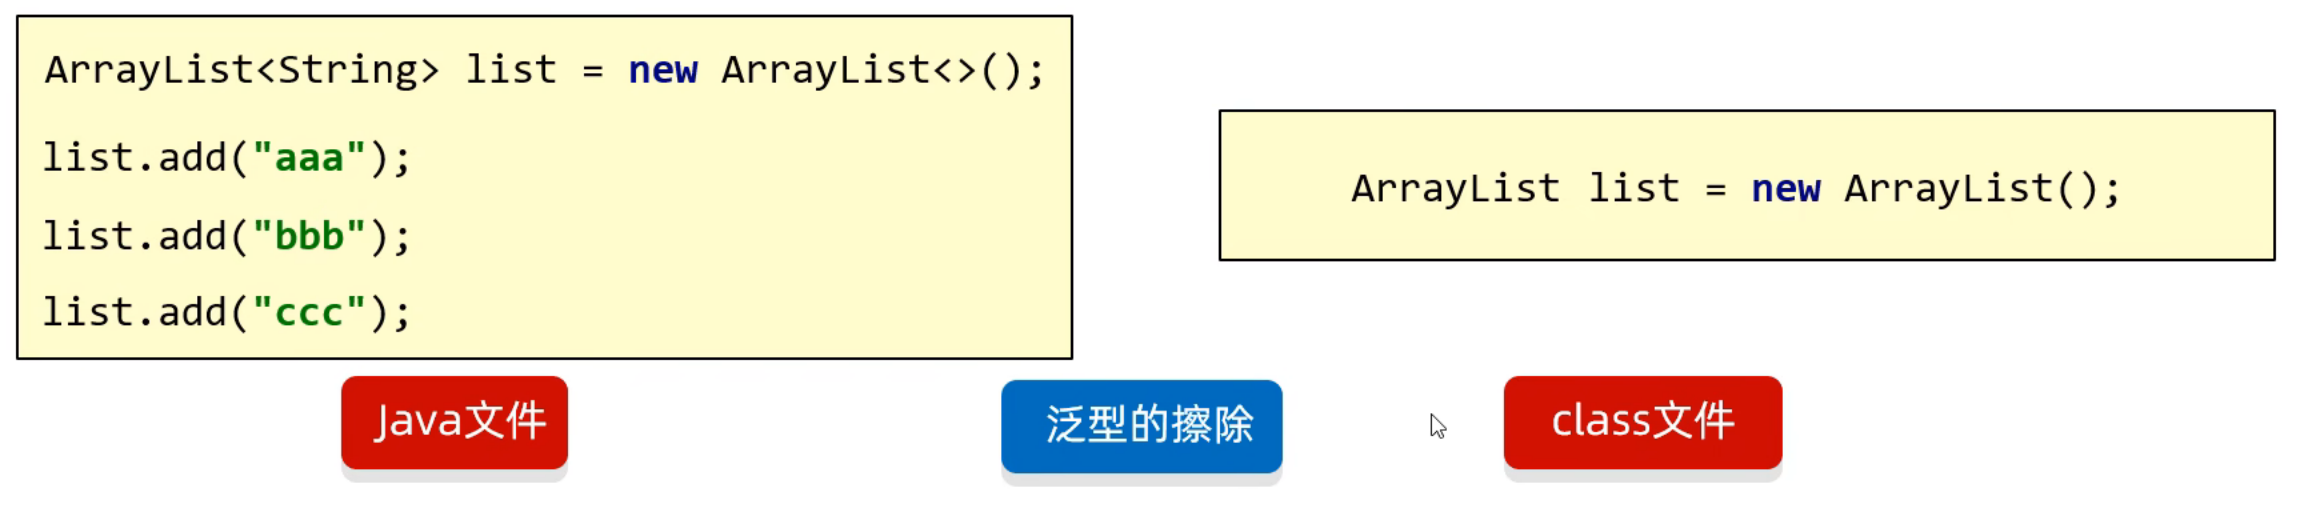 ArrayList<String> list = new ArrayList<>();
list.add("aaa");
list.add("bbb");
list.add("ccc");
ArrayList list = new ArrayList();
Java文件
泛型的擦除
class文件